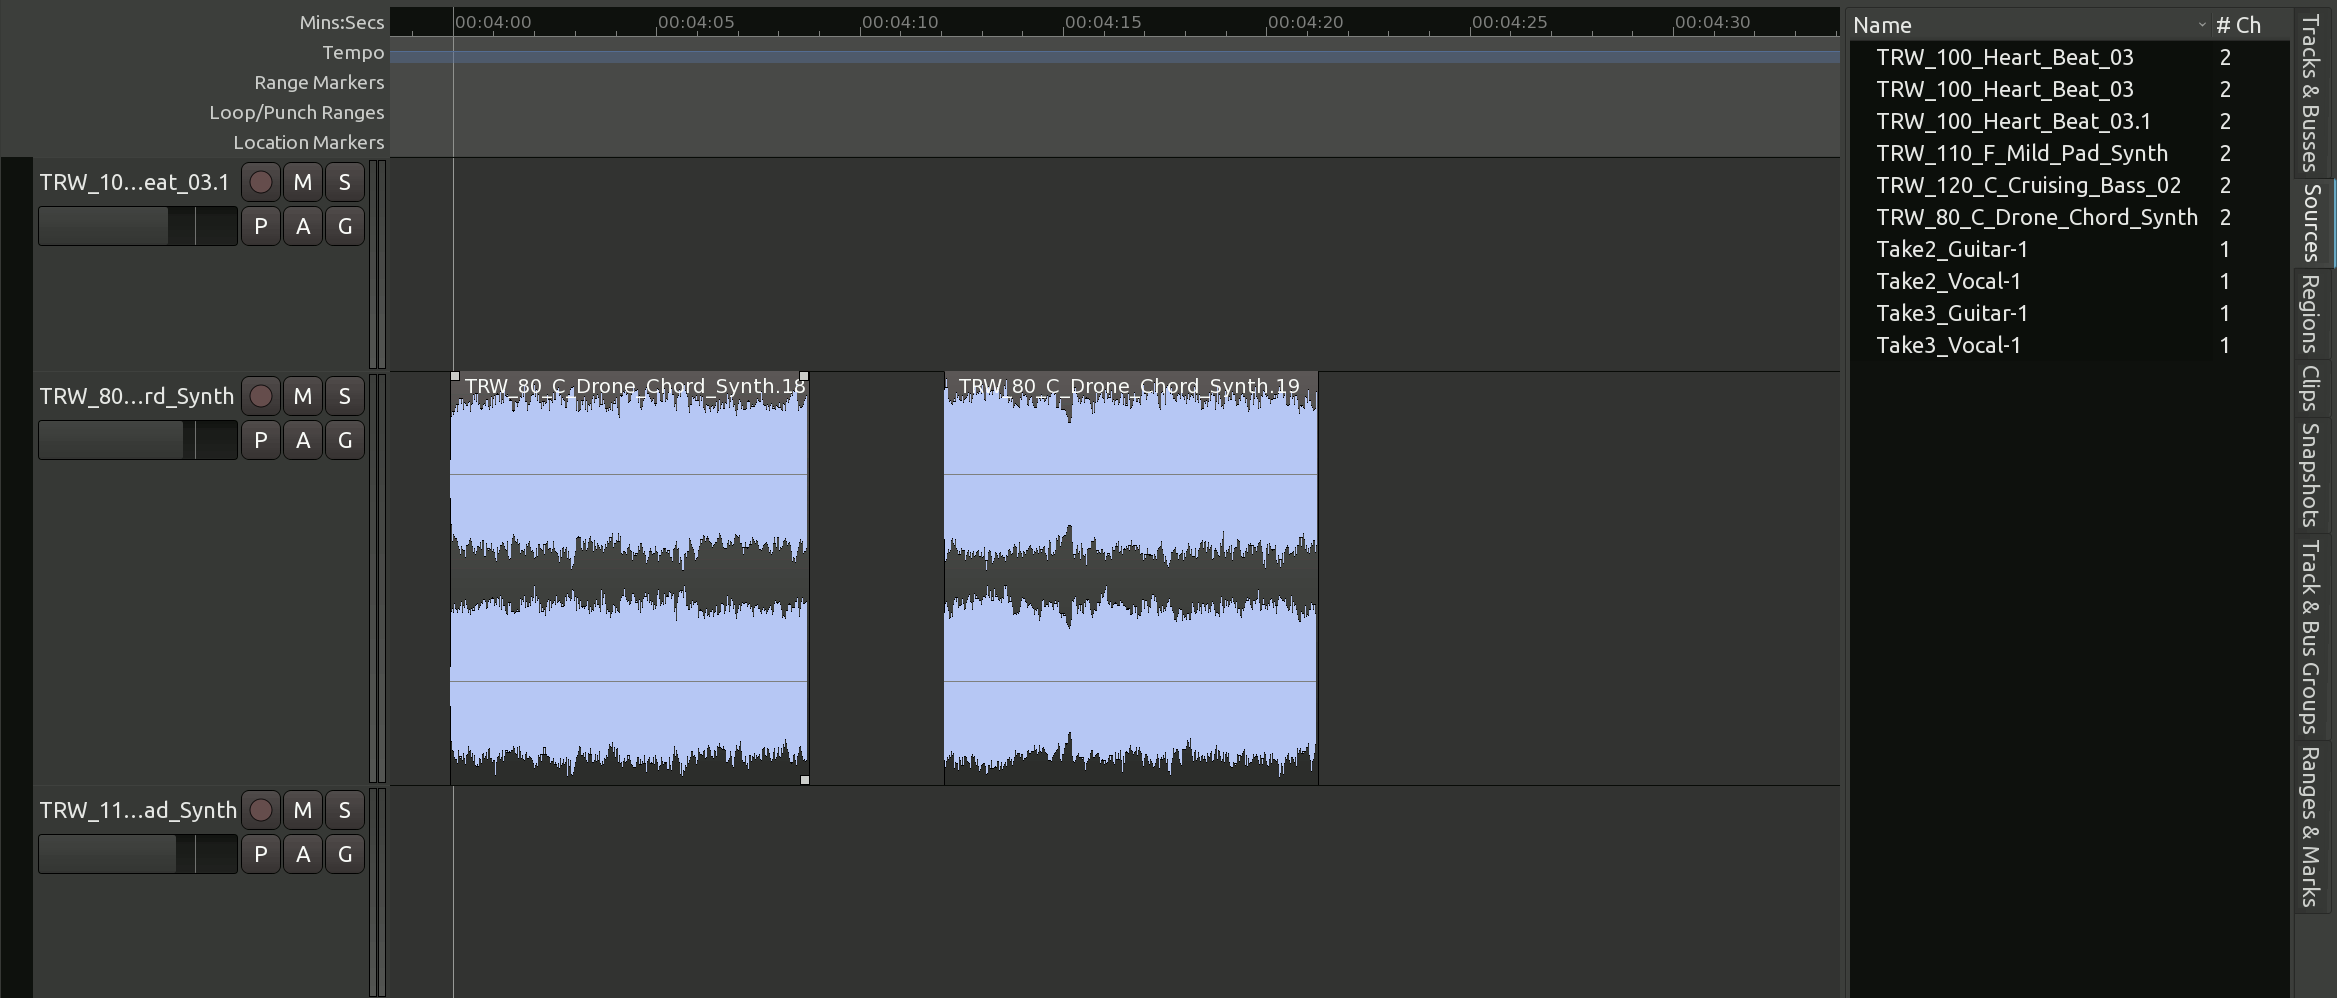 Mins:Secs
00:04:00 00:04:05 00:04:10 00:04:15 00:04:20 00:04:25 00:04:30
Tempo
Range Markers
Loop/Punch Ranges
Location Markers
TRW_10...eat_03.1 M S
P A G
TRW_80...rd_Synth M S
P A G
TRW_80_C_Drone_Chord_Synth.18
TRW_80_C_Drone_Chord_Synth.19
TRW_11...ad_Synth M S
P A G
Name # Ch
TRW_100_Heart_Beat_03 2
TRW_100_Heart_Beat_03 2
TRW_100_Heart_Beat_03.1 2
TRW_110_F_Mild_Pad_Synth 2
TRW_120_C_Cruising_Bass_02 2
TRW_80_C_Drone_Chord_Synth 2
Take2_Guitar-1 1
Take2_Vocal-1 1
Take3_Guitar-1 1
Take3_Vocal-1 1
Tracks & Busses
Sources
Regions
Clips
Snapshots
Track & Bus Groups
Ranges & Marks